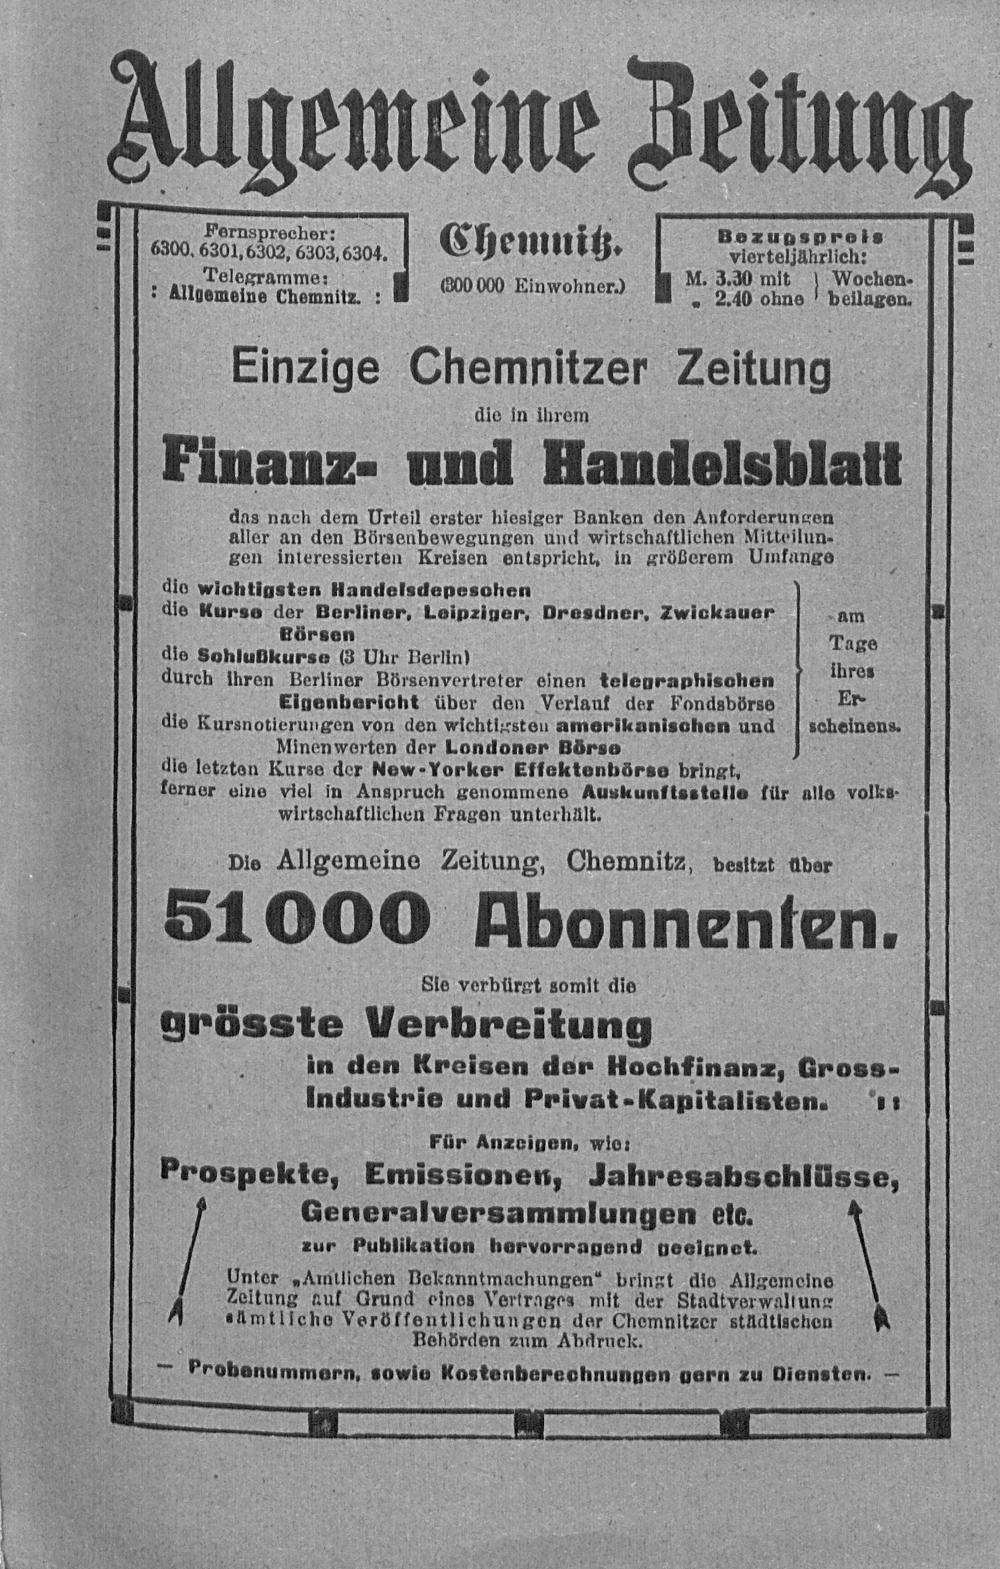 Allgemeine Zeitung
Fernsprecher:
6300, 6301, 6302, 6303, 6304.
Telegramme:
: Allgemeine Chemnitz. :
Chemnitz.
(300 000 Einwohner.)
Bezugspreis
vierteljährlich:
M. 3.30 mit } Wochen-
„ 2.40 ohne beilagen.
Einzige Chemnitzer Zeitung
die in ihrem
Finanz- und Handelsblatt
das nach dem Urteil erster hiesiger Banken den Anforderungen
aller an den Börsenbewegungen und wirtschaftlichen Mitteilun-
gen interessierten Kreisen entspricht, in größerem Umfange
die wichtigsten Handelsdepeschen
die Kurse der Berliner, Leipziger, Dresdner, Zwickauer
Börsen
die Schlußkurse (3 Uhr Berlin)
durch ihren Berliner Börsenvertreter einen telegraphischen
Eigenbericht über den Verlauf der Fondsbörse
die Kursnotierungen von den wichtigsten amerikanischen und
Minenwerten der Londoner Börse
am
Tage
ihres
Er-
scheinens.
die letzten Kurse der New-Yorker Effektenbörse bringt,
ferner eine viel in Anspruch genommene Auskunftsstelle für alle volks-
wirtschaftlichen Fragen unterhält.
Die Allgemeine Zeitung, Chemnitz, besitzt über
51000 Abonnenten.
Sie verbürgt somit die
grösste Verbreitung
in den Kreisen der Hochfinanz, Gross-
Industrie und Privat-Kapitalisten. ::
Für Anzeigen, wie:
Prospekte, Emissionen, Jahresabschlüsse,
Generalversammlungen etc.
zur Publikation hervorragend geeignet.
Unter „Amtlichen Bekanntmachungen“ bringt die Allgemeine
Zeitung auf Grund eines Vertrages mit der Stadtverwaltung
sämtliche Veröffentlichungen der Chemnitzer städtischen
Behörden zum Abdruck.
— Probenummern, sowie Kostenberechnungen gern zu Diensten. —